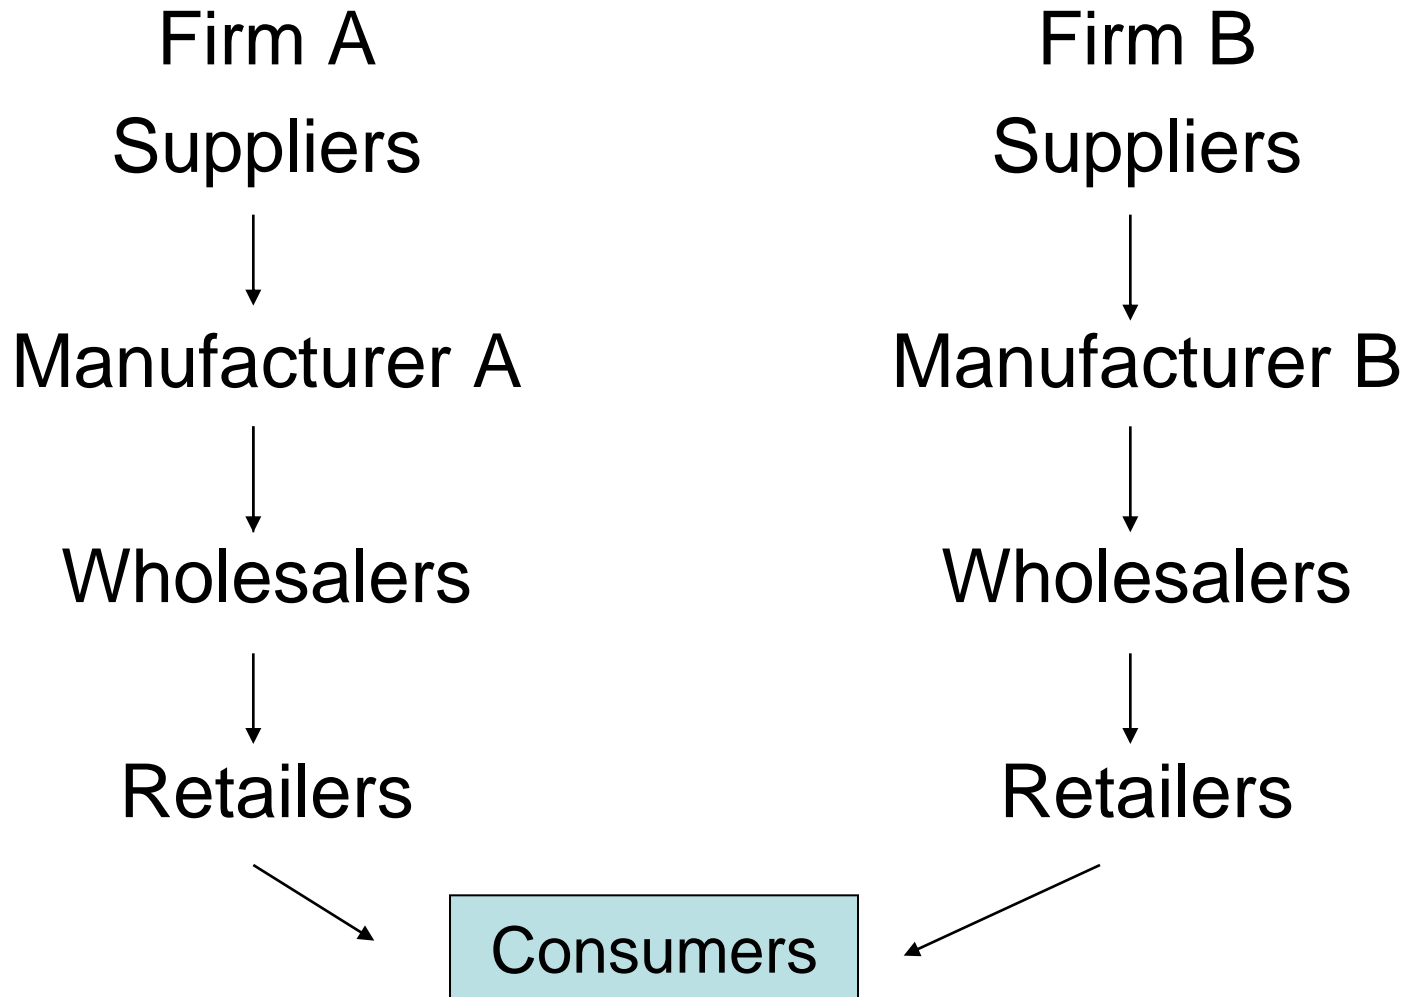 Firm A
Suppliers
Manufacturer A
Wholesalers
Retailers
Firm B
Suppliers
Manufacturer B
Wholesalers
Retailers
Consumers